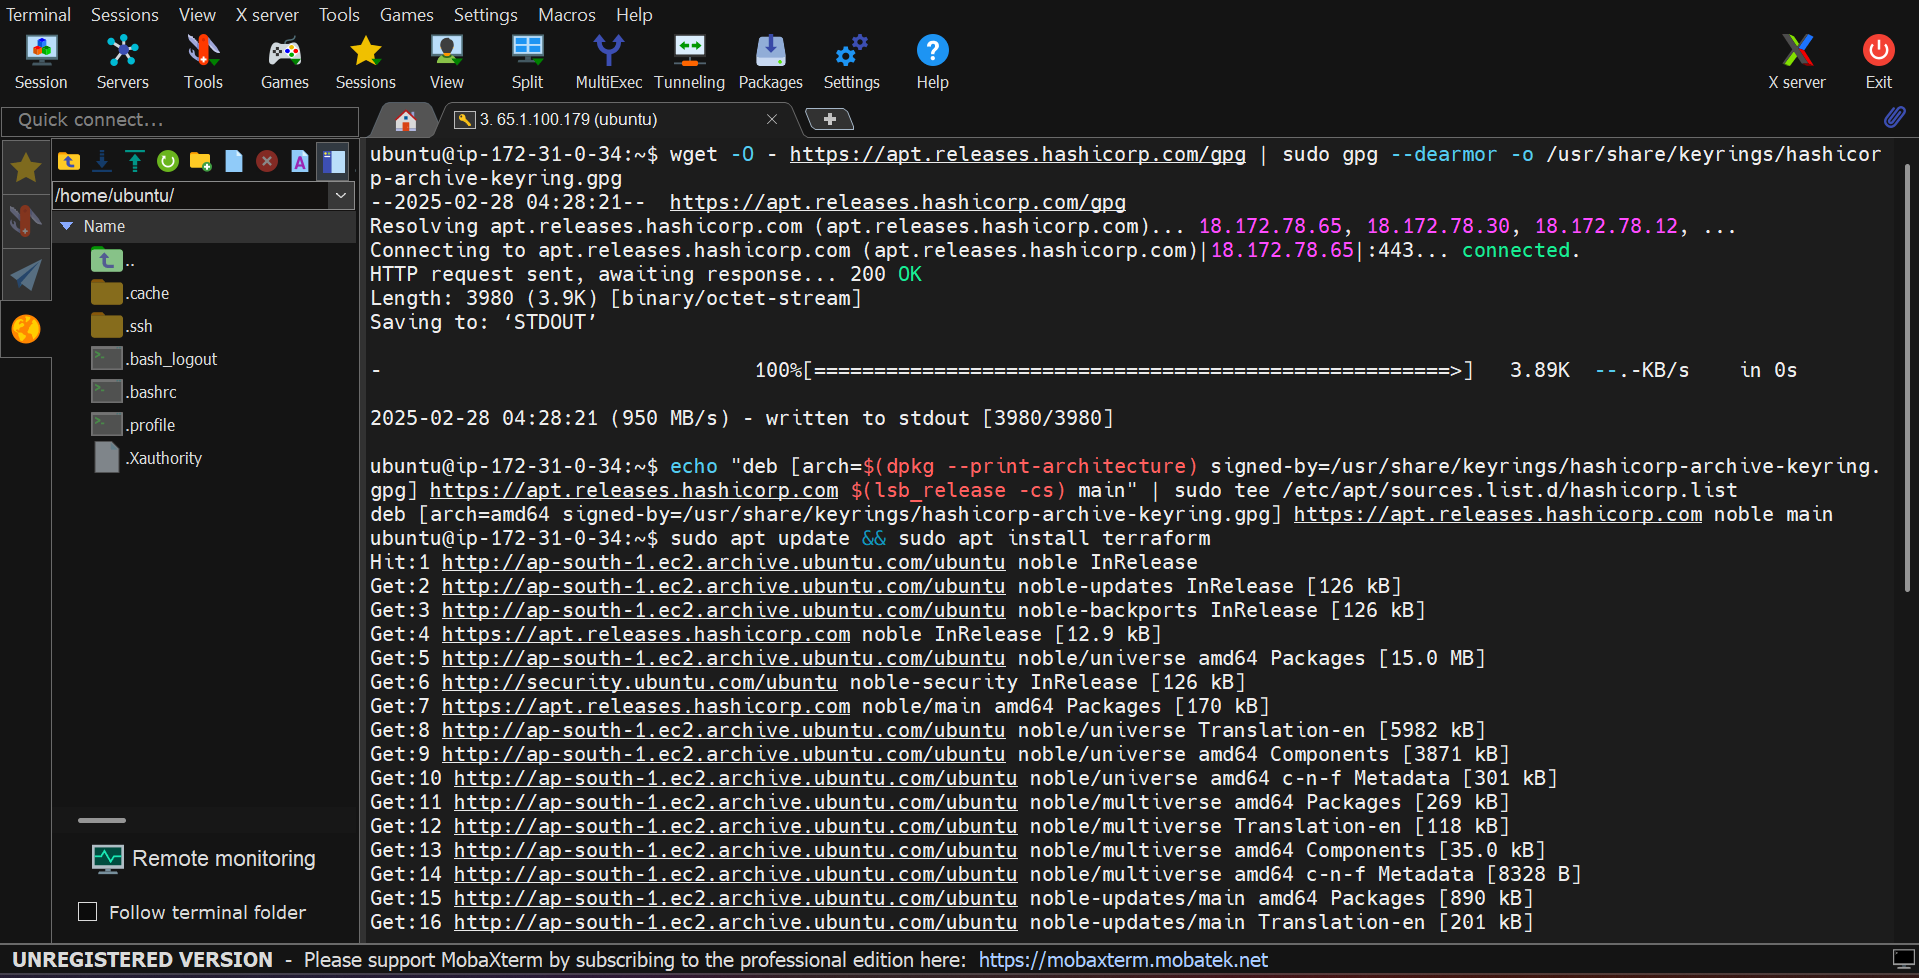 Terminal Sessions View X server Tools Games Settings Macros Help
Session Servers Tools Games Sessions View Split MultiExec Tunneling Packages Settings Help X server Exit
Quick connect...
3. 65.1.100.179 (ubuntu)
/home/ubuntu/
Name
..
.cache
.ssh
.bash_logout
.bashrc
.profile
.Xauthority
Remote monitoring
Follow terminal folder
ubuntu@ip-172-31-0-34:~$ wget -O - https://apt.releases.hashicorp.com/gpg | sudo gpg --dearmor -o /usr/share/keyrings/hashicor
p-archive-keyring.gpg
--2025-02-28 04:28:21--  https://apt.releases.hashicorp.com/gpg
Resolving apt.releases.hashicorp.com (apt.releases.hashicorp.com)... 18.172.78.65, 18.172.78.30, 18.172.78.12, ...
Connecting to apt.releases.hashicorp.com (apt.releases.hashicorp.com)|18.172.78.65|:443... connected.
HTTP request sent, awaiting response... 200 OK
Length: 3980 (3.9K) [binary/octet-stream]
Saving to: ‘STDOUT’
- 100%[=====================================================>] 3.89K --.-KB/s in 0s
2025-02-28 04:28:21 (950 MB/s) - written to stdout [3980/3980]
ubuntu@ip-172-31-0-34:~$ echo "deb [arch=$(dpkg --print-architecture) signed-by=/usr/share/keyrings/hashicorp-archive-keyring.
gpg] https://apt.releases.hashicorp.com $(lsb_release -cs) main" | sudo tee /etc/apt/sources.list.d/hashicorp.list
deb [arch=amd64 signed-by=/usr/share/keyrings/hashicorp-archive-keyring.gpg] https://apt.releases.hashicorp.com noble main
ubuntu@ip-172-31-0-34:~$ sudo apt update && sudo apt install terraform
Hit:1 http://ap-south-1.ec2.archive.ubuntu.com/ubuntu noble InRelease
Get:2 http://ap-south-1.ec2.archive.ubuntu.com/ubuntu noble-updates InRelease [126 kB]
Get:3 http://ap-south-1.ec2.archive.ubuntu.com/ubuntu noble-backports InRelease [126 kB]
Get:4 https://apt.releases.hashicorp.com noble InRelease [12.9 kB]
Get:5 http://ap-south-1.ec2.archive.ubuntu.com/ubuntu noble/universe amd64 Packages [15.0 MB]
Get:6 http://security.ubuntu.com/ubuntu noble-security InRelease [126 kB]
Get:7 https://apt.releases.hashicorp.com noble/main amd64 Packages [170 kB]
Get:8 http://ap-south-1.ec2.archive.ubuntu.com/ubuntu noble/universe Translation-en [5982 kB]
Get:9 http://ap-south-1.ec2.archive.ubuntu.com/ubuntu noble/universe amd64 Components [3871 kB]
Get:10 http://ap-south-1.ec2.archive.ubuntu.com/ubuntu noble/universe amd64 c-n-f Metadata [301 kB]
Get:11 http://ap-south-1.ec2.archive.ubuntu.com/ubuntu noble/multiverse amd64 Packages [269 kB]
Get:12 http://ap-south-1.ec2.archive.ubuntu.com/ubuntu noble/multiverse Translation-en [118 kB]
Get:13 http://ap-south-1.ec2.archive.ubuntu.com/ubuntu noble/multiverse amd64 Components [35.0 kB]
Get:14 http://ap-south-1.ec2.archive.ubuntu.com/ubuntu noble/multiverse amd64 c-n-f Metadata [8328 B]
Get:15 http://ap-south-1.ec2.archive.ubuntu.com/ubuntu noble-updates/main amd64 Packages [890 kB]
Get:16 http://ap-south-1.ec2.archive.ubuntu.com/ubuntu noble-updates/main Translation-en [201 kB]
UNREGISTERED VERSION - Please support MobaXterm by subscribing to the professional edition here: https://mobaxterm.mobatek.net